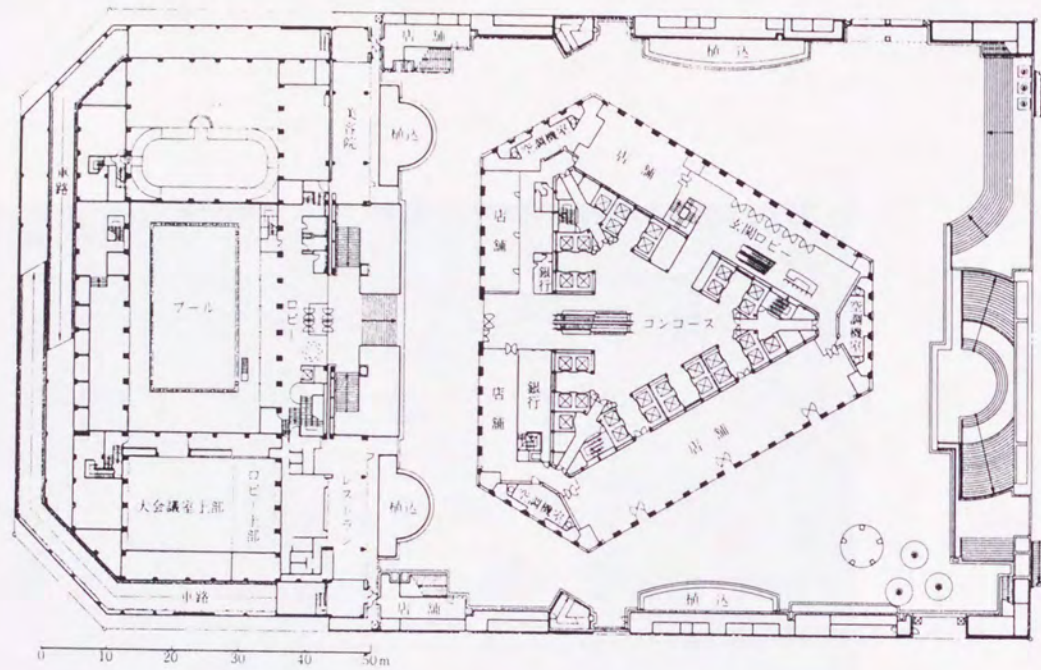 店舗
植込
美容院
植込
空調機室
店舗
車路
店舗
銀行
玄関ロビー
プール
ロビー
コンコース
空調機室
店舗
銀行
店舗
大会議室上部
ロビー上部
レストラン
植込
空調機室
車路
店舗
植込
0 10 20 30 40 50m